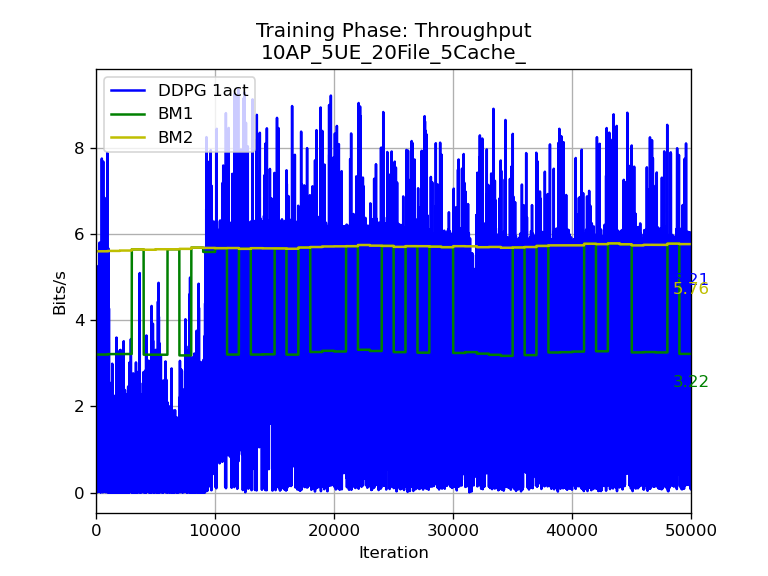 Training Phase: Throughput
10AP_5UE_20File_5Cache_
DDPG 1act
BM1
BM2
8
6
4
2
0
Bits/s
5.76
3.22
0
10000
20000
30000
40000
50000
Iteration